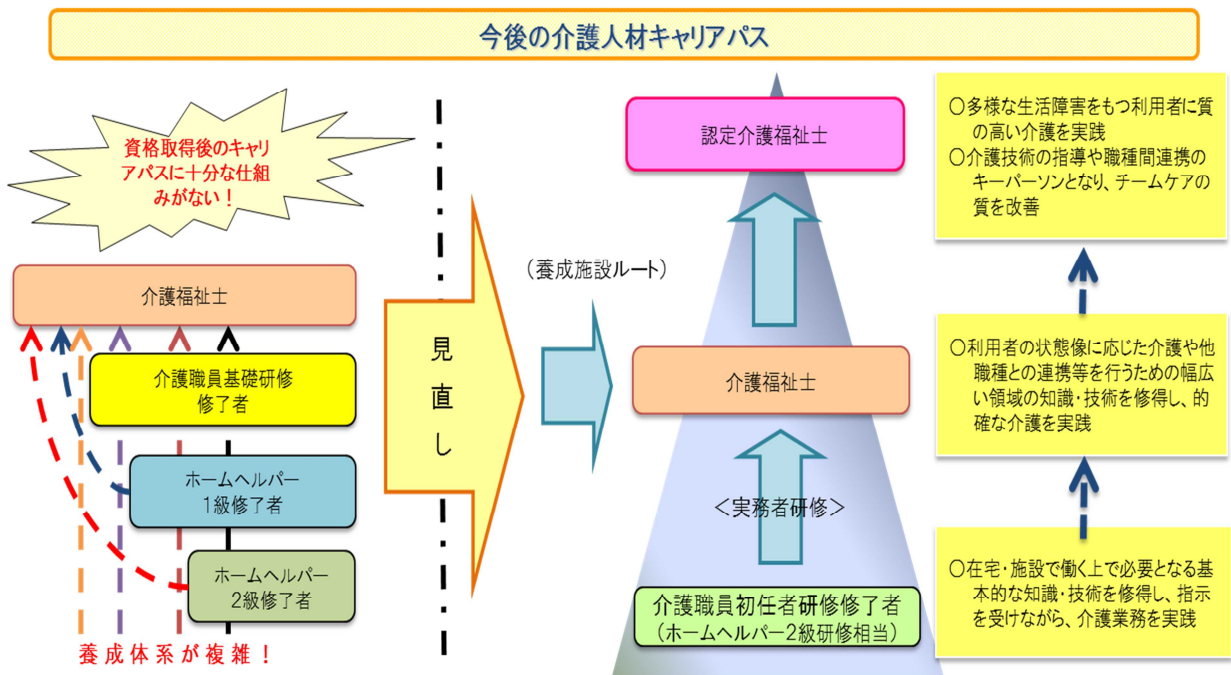 今後の介護人材キャリアパス
資格取得後のキャリ
アパスに十分な仕組
みがない！
介護福祉士
介護職員基礎研修
修了者
ホームヘルパー
1級修了者
ホームヘルパー
2級修了者
養成体系が複雑！
見
直
し
（養成施設ルート）
認定介護福祉士
介護福祉士
＜実務者研修＞
介護職員初任者研修修了者
（ホームヘルパー2級研修相当）
○多様な生活障害をもつ利用者に質
の高い介護を実践
○介護技術の指導や職種間連携の
キーパーソンとなり、チームケアの
質を改善
○利用者の状態像に応じた介護や他
職種との連携等を行うための幅広
い領域の知識・技術を修得し、的
確な介護を実践
○在宅・施設で働く上で必要となる基
本的な知識・技術を修得し、指示
を受けながら、介護業務を実践